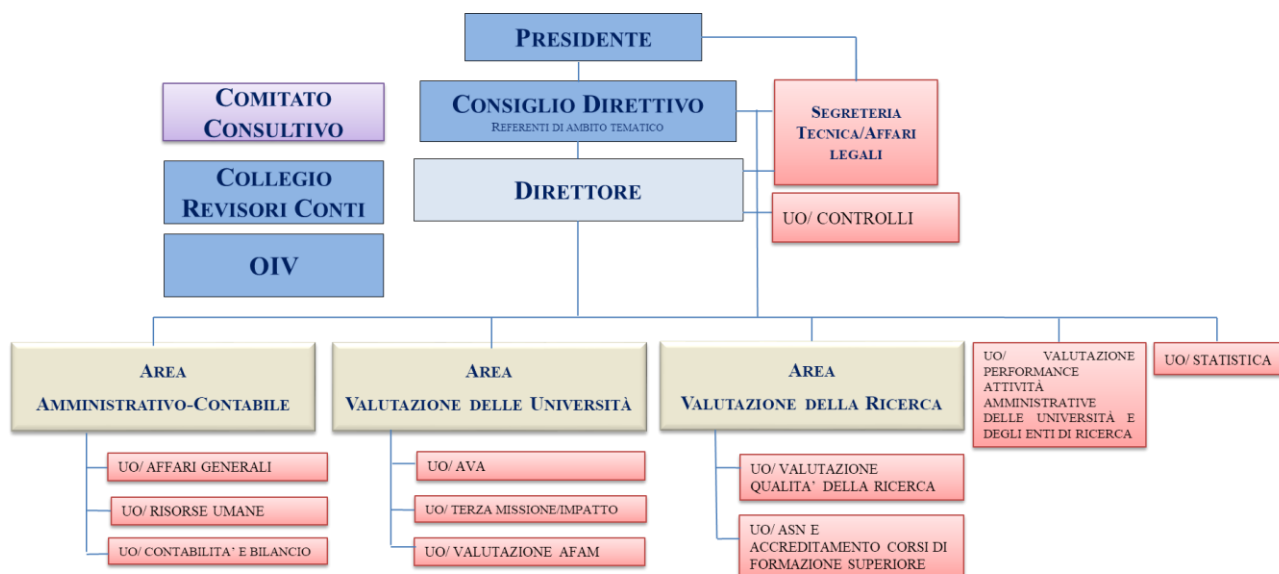 PRESIDENTE
CONSIGLIO DIRETTIVO
REFERENTI DI AMBITO TEMATICO
COMITATO
CONSULTIVO
SEGRETERIA
TECNICA/AFFARI
LEGALI
COLLEGIO
REVISORI CONTI
DIRETTORE
UO/ CONTROLLI
OIV
AREA
AMMINISTRATIVO-CONTABILE
UO/ AFFARI GENERALI
UO/ RISORSE UMANE
UO/ CONTABILITA' E BILANCIO
AREA
VALUTAZIONE DELLE UNIVERSITÀ
UO/ AVA
UO/ TERZA MISSIONE/IMPATTO
UO/ VALUTAZIONE AFAM
AREA
VALUTAZIONE DELLA RICERCA
UO/ VALUTAZIONE
QUALITA' DELLA RICERCA
UO/ ASN E
ACCREDITAMENTO CORSI DI
FORMAZIONE SUPERIORE
UO/ VALUTAZIONE
PERFORMANCE
ATTIVITÀ
AMMINISTRATIVE
DELLE UNIVERSITÀ E
DEGLI ENTI DI RICERCA
UO/ STATISTICA